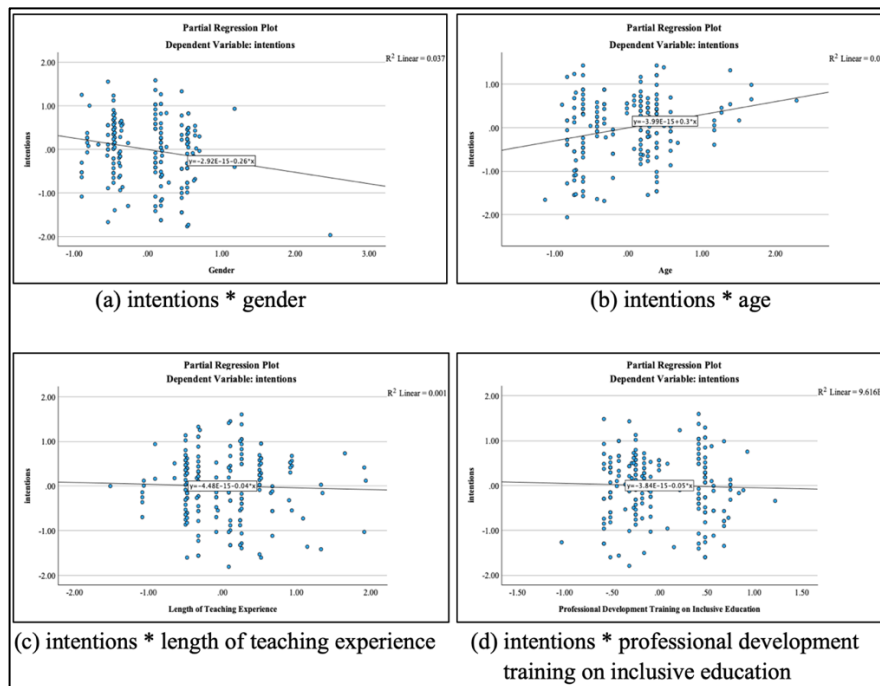 Partial Regression Plot
Dependent Variable: intentions
R² Linear = 0.037
2.00
1.00
.00
-1.00
-2.00
intentions
y=-2.92E-15-0.26*x
-1.00 .00 1.00 2.00 3.00
Gender
(a) intentions * gender
Partial Regression Plot
Dependent Variable: intentions
R² Linear = 0.0
1.00
.00
-1.00
-2.00
intentions
y=-3.99E-15+0.3*x
-1.00 .00 1.00 2.00
Age
(b) intentions * age
Partial Regression Plot
Dependent Variable: intentions
R² Linear = 0.001
2.00
1.00
.00
-1.00
-2.00
intentions
y=-4.48E-15-0.04*x
-2.00 -1.00 .00 1.00 2.00
Length of Teaching Experience
(c) intentions * length of teaching experience
Partial Regression Plot
Dependent Variable: intentions
R² Linear = 9.616E
2.00
1.00
.00
-1.00
-2.00
intentions
y=-3.84E-15-0.05*x
-1.50 -1.00 -.50 .00 .50 1.00 1.50
Professional Development Training on Inclusive Education
(d) intentions * professional development
training on inclusive education